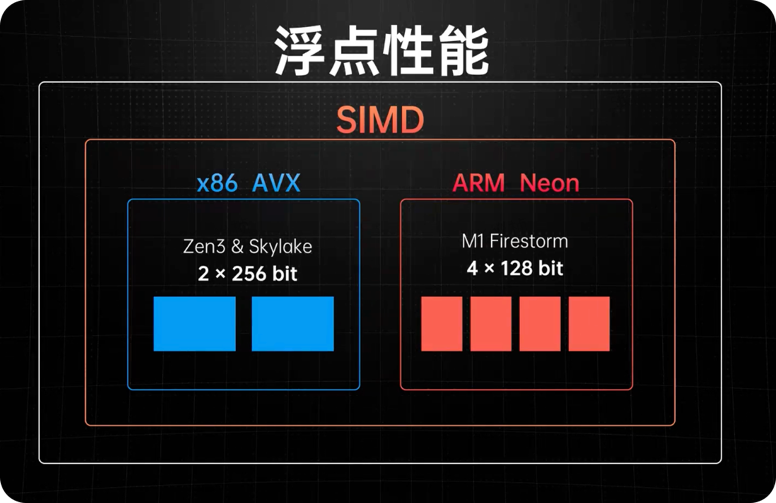 浮点性能
SIMD
x86 AVX
ARM Neon
Zen3 & Skylake
2 × 256 bit
M1 Firestorm
4 × 128 bit